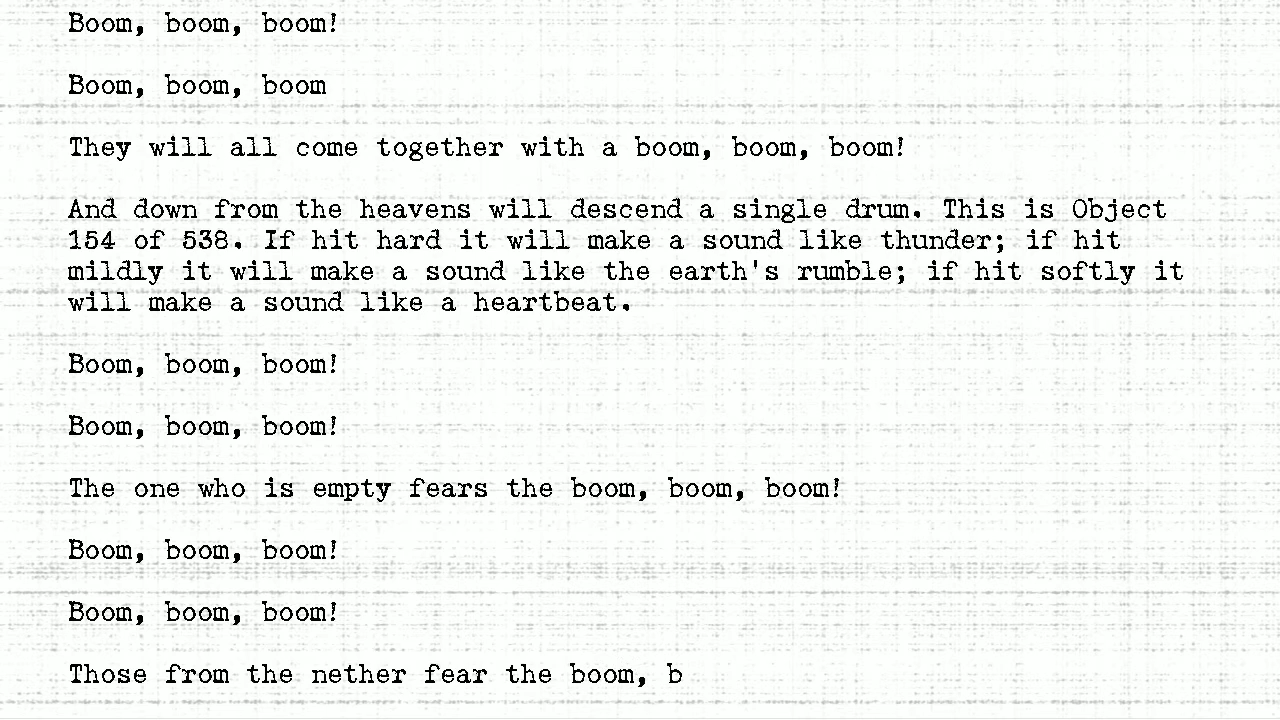 Boom, boom, boom!
Boom, boom, boom
They will all come together with a boom, boom, boom!
And down from the heavens will descend a single drum. This is Object
154 of 538. If hit hard it will make a sound like thunder; if hit
mildly it will make a sound like the earth's rumble; if hit softly it
will make a sound like a heartbeat.
Boom, boom, boom!
Boom, boom, boom!
The one who is empty fears the boom, boom, boom!
Boom, boom, boom!
Boom, boom, boom!
Those from the nether fear the boom, b